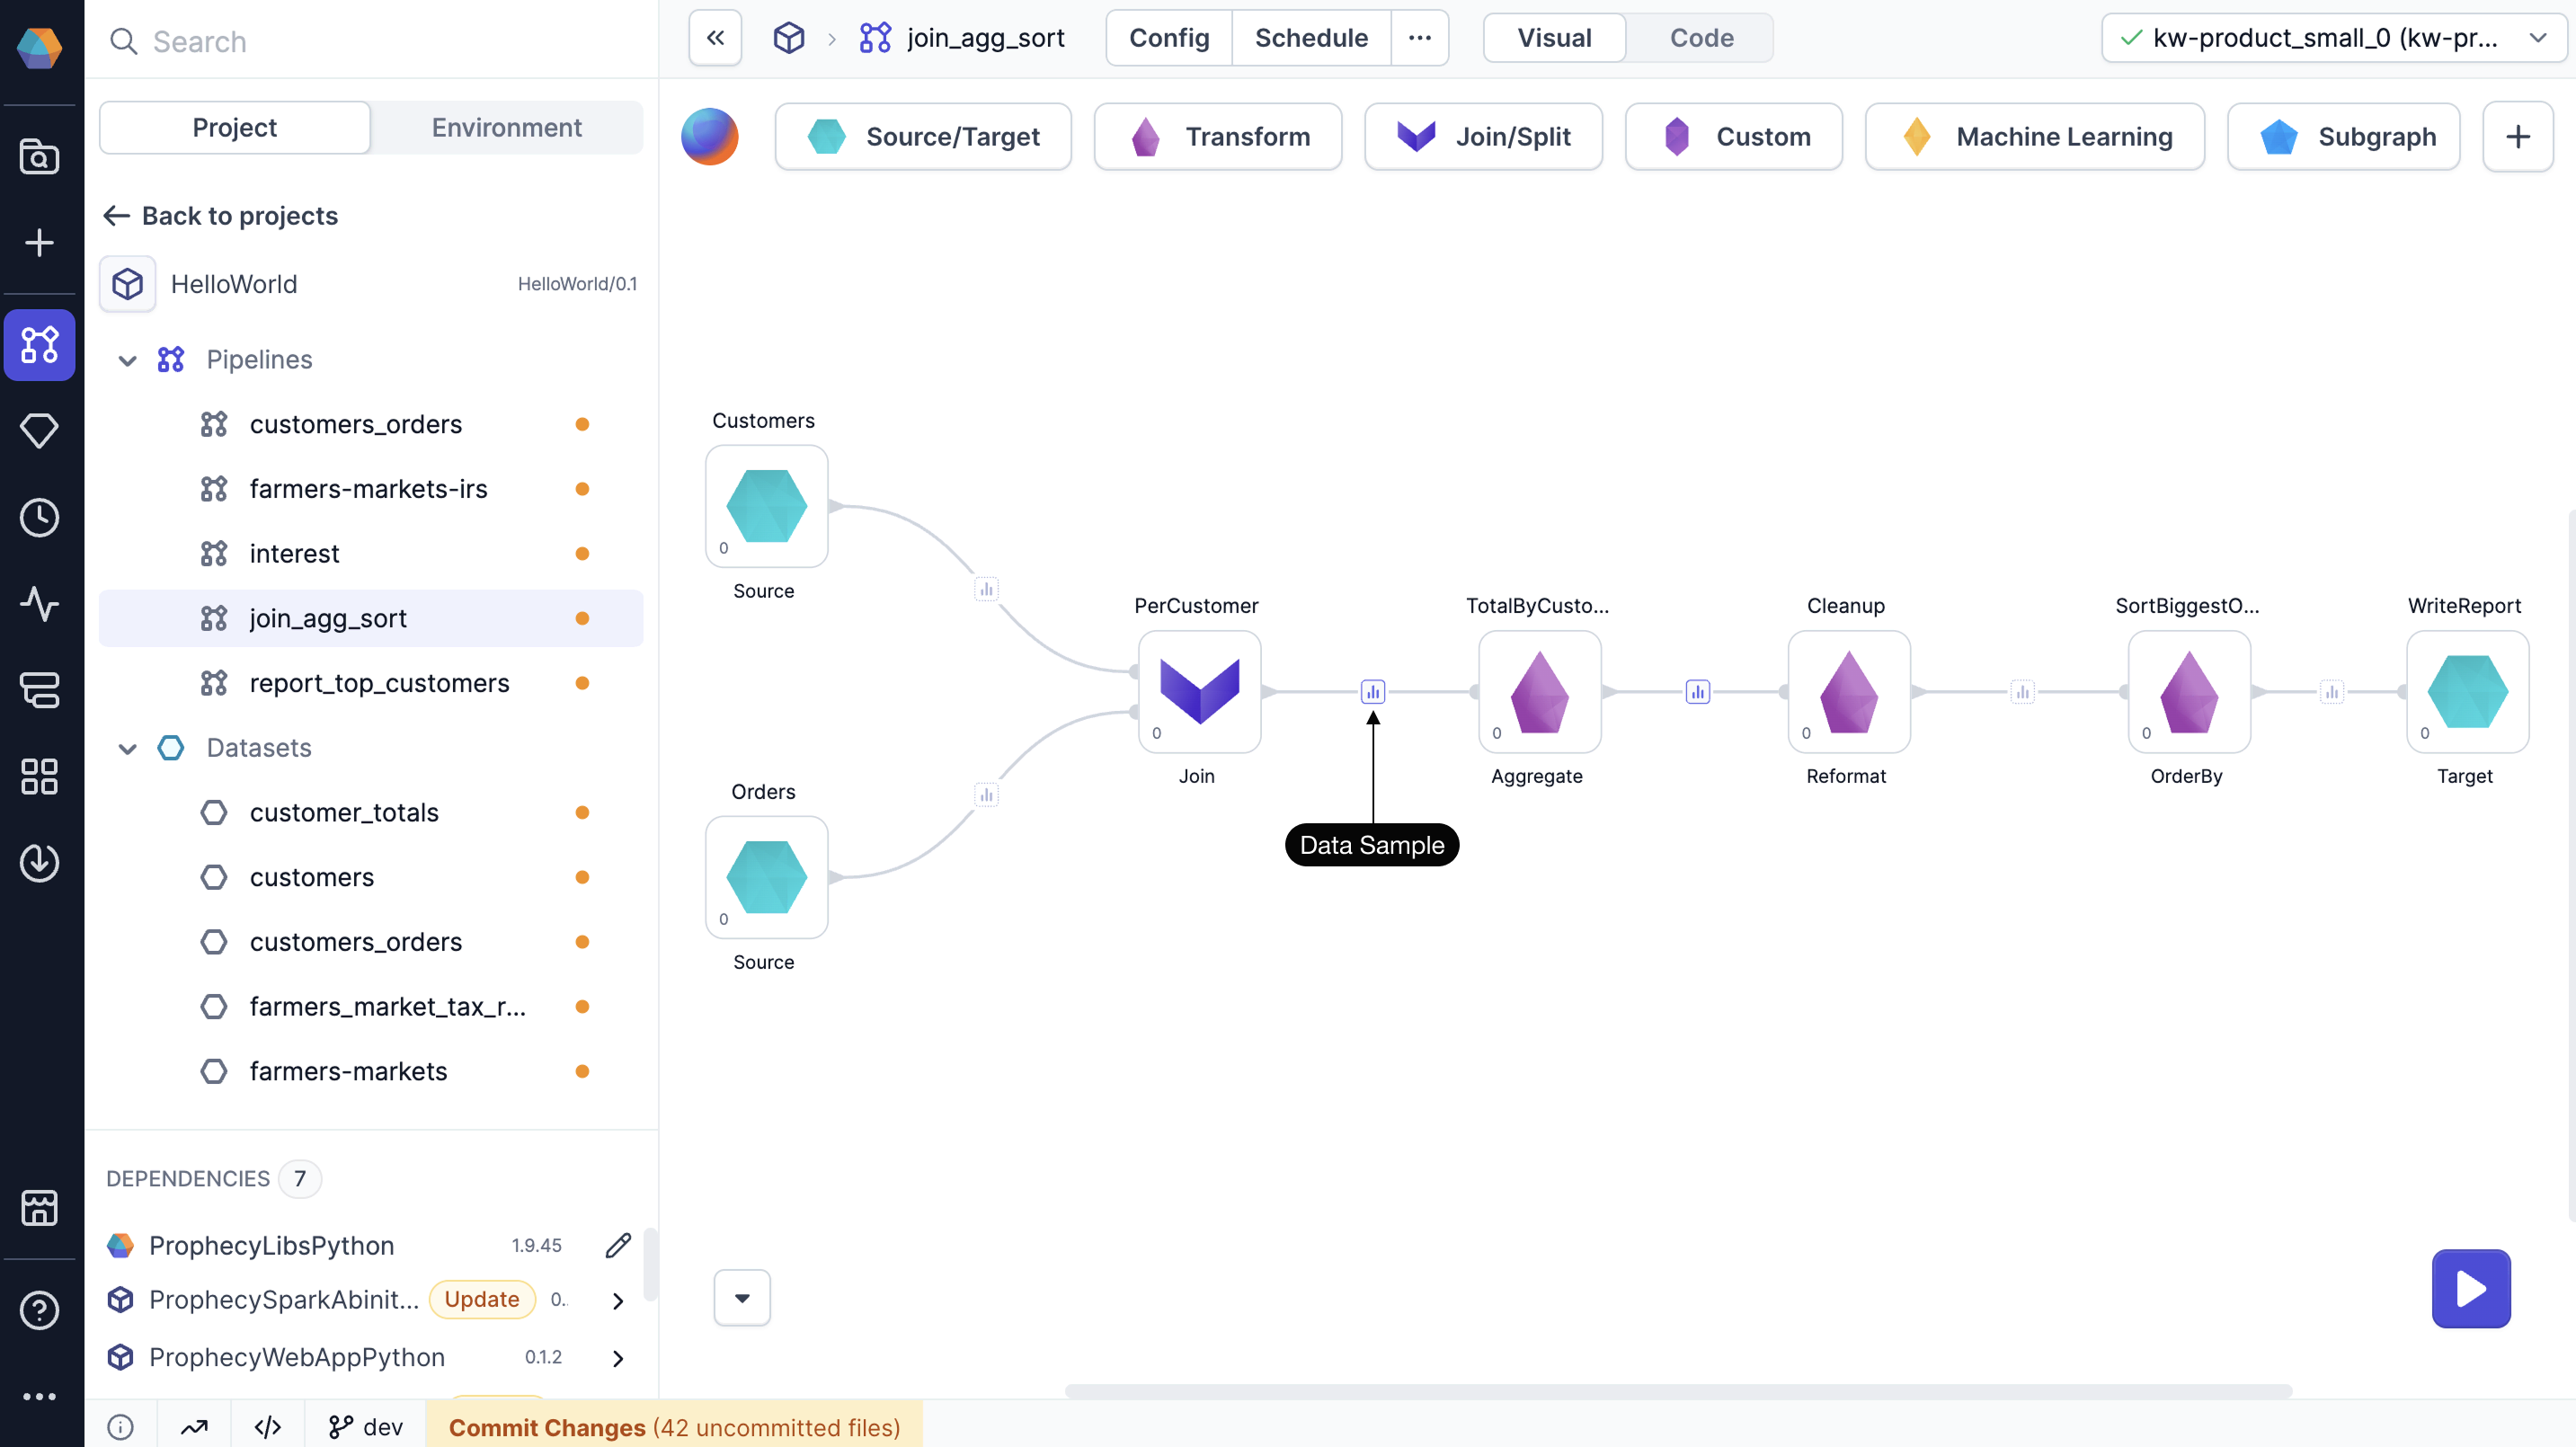 Search
join_agg_sort
Config
Schedule
Visual
Code
kw-product_small_0 (kw-pr...
Project
Environment
Source/Target
Transform
Join/Split
Custom
Machine Learning
Subgraph
Back to projects
HelloWorld
HelloWorld/0.1
Pipelines
customers_orders
farmers-markets-irs
interest
join_agg_sort
report_top_customers
Datasets
customer_totals
customers
customers_orders
farmers_market_tax_r...
farmers-markets
DEPENDENCIES 7
ProphecyLibsPython
1.9.45
ProphecySparkAbinit...
Update
0..
ProphecyWebAppPython
0.1.2
dev
Commit Changes (42 uncommitted files)
Customers
0
Source
Orders
0
Source
PerCustomer
0
Join
Data Sample
TotalByCusto...
0
Aggregate
Cleanup
0
Reformat
SortBiggestO...
0
OrderBy
WriteReport
0
Target